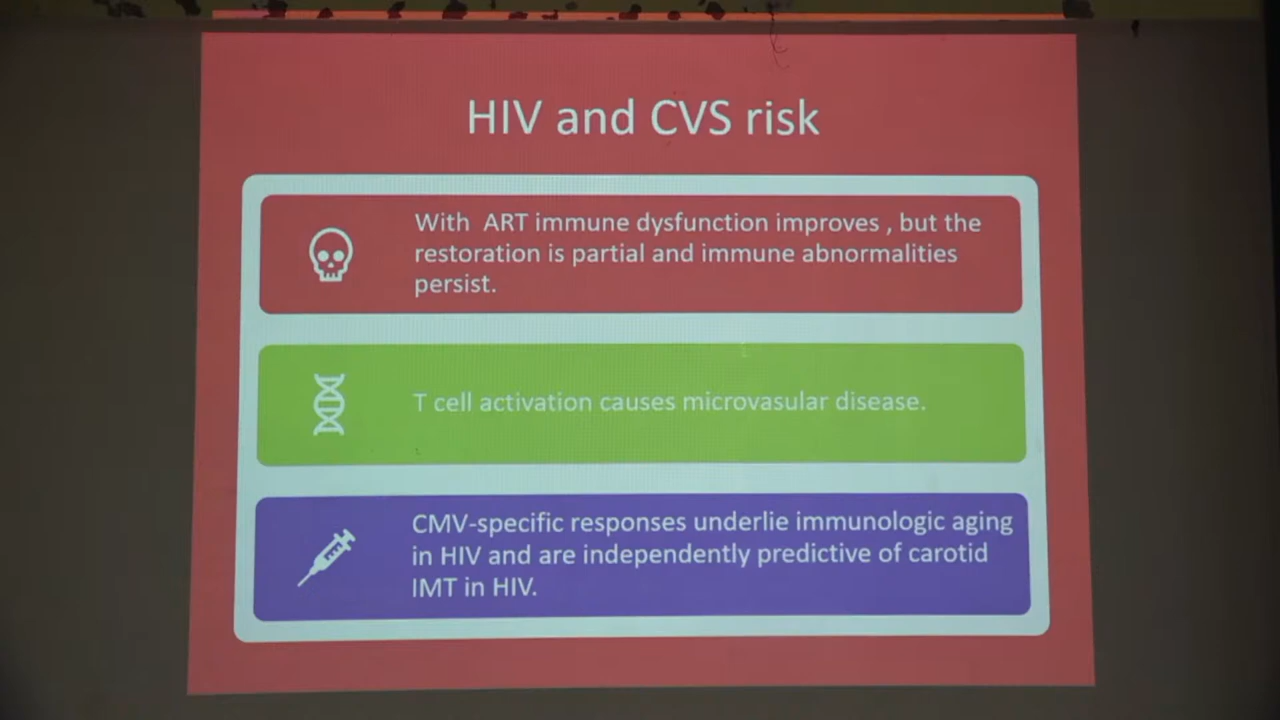 HIV and CVS risk
With ART immune dysfunction improves , but the
restoration is partial and immune abnormalities
persist.
T cell activation causes microvasular disease.
CMV-specific responses underlie immunologic aging
in HIV and are independently predictive of carotid
IMT in HIV.